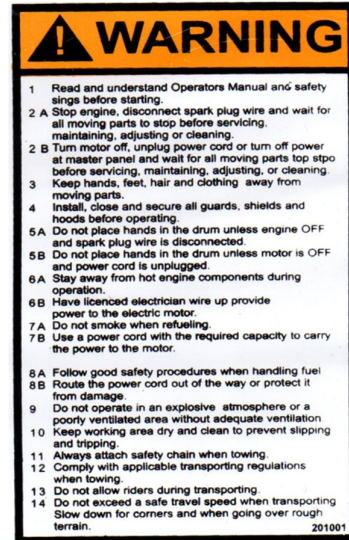 WARNING
1 Read and understand Operators Manual and safety
sings before starting.
2 A Stop engine, disconnect spark plug wire and wait for
all moving parts to stop before servicing,
maintaining, adjusting or cleaning.
2 B Turn motor off, unplug power cord or turn off power
at master panel and wait for all moving parts top stpo
before servicing, maintaining, adjusting, or cleaning.
3 Keep hands, feet, hair and clothing away from
moving parts.
4 Install, close and secure all guards, shields and
hoods before operating.
5A Do not place hands in the drum unless engine OFF
and spark plug wire is disconnected.
5B Do not place hands in the drum unless motor is OFF
and power cord is unplugged.
6A Stay away from hot engine components during
operation.
6B Have licenced electrician wire up provide
power to the electric motor.
7A Do not smoke when refueling.
7B Use a power cord with the required capacity to carry
the power to the motor.
8A Follow good safety procedures when handling fuel
8B Route the power cord out of the way or protect it
from damage.
9 Do not operate in an explosive atmosphere or a
poorly ventilated area without adequate ventilation.
10 Keep working area dry and clean to prevent slipping
and tripping.
11 Always attach safety chain when towing.
12 Comply with applicable transporting regulations
when towing.
13 Do not allow riders during transporting.
14 Do not exceed a safe travel speed when transporting
Slow down for corners and when going over rough
terrain.
201001